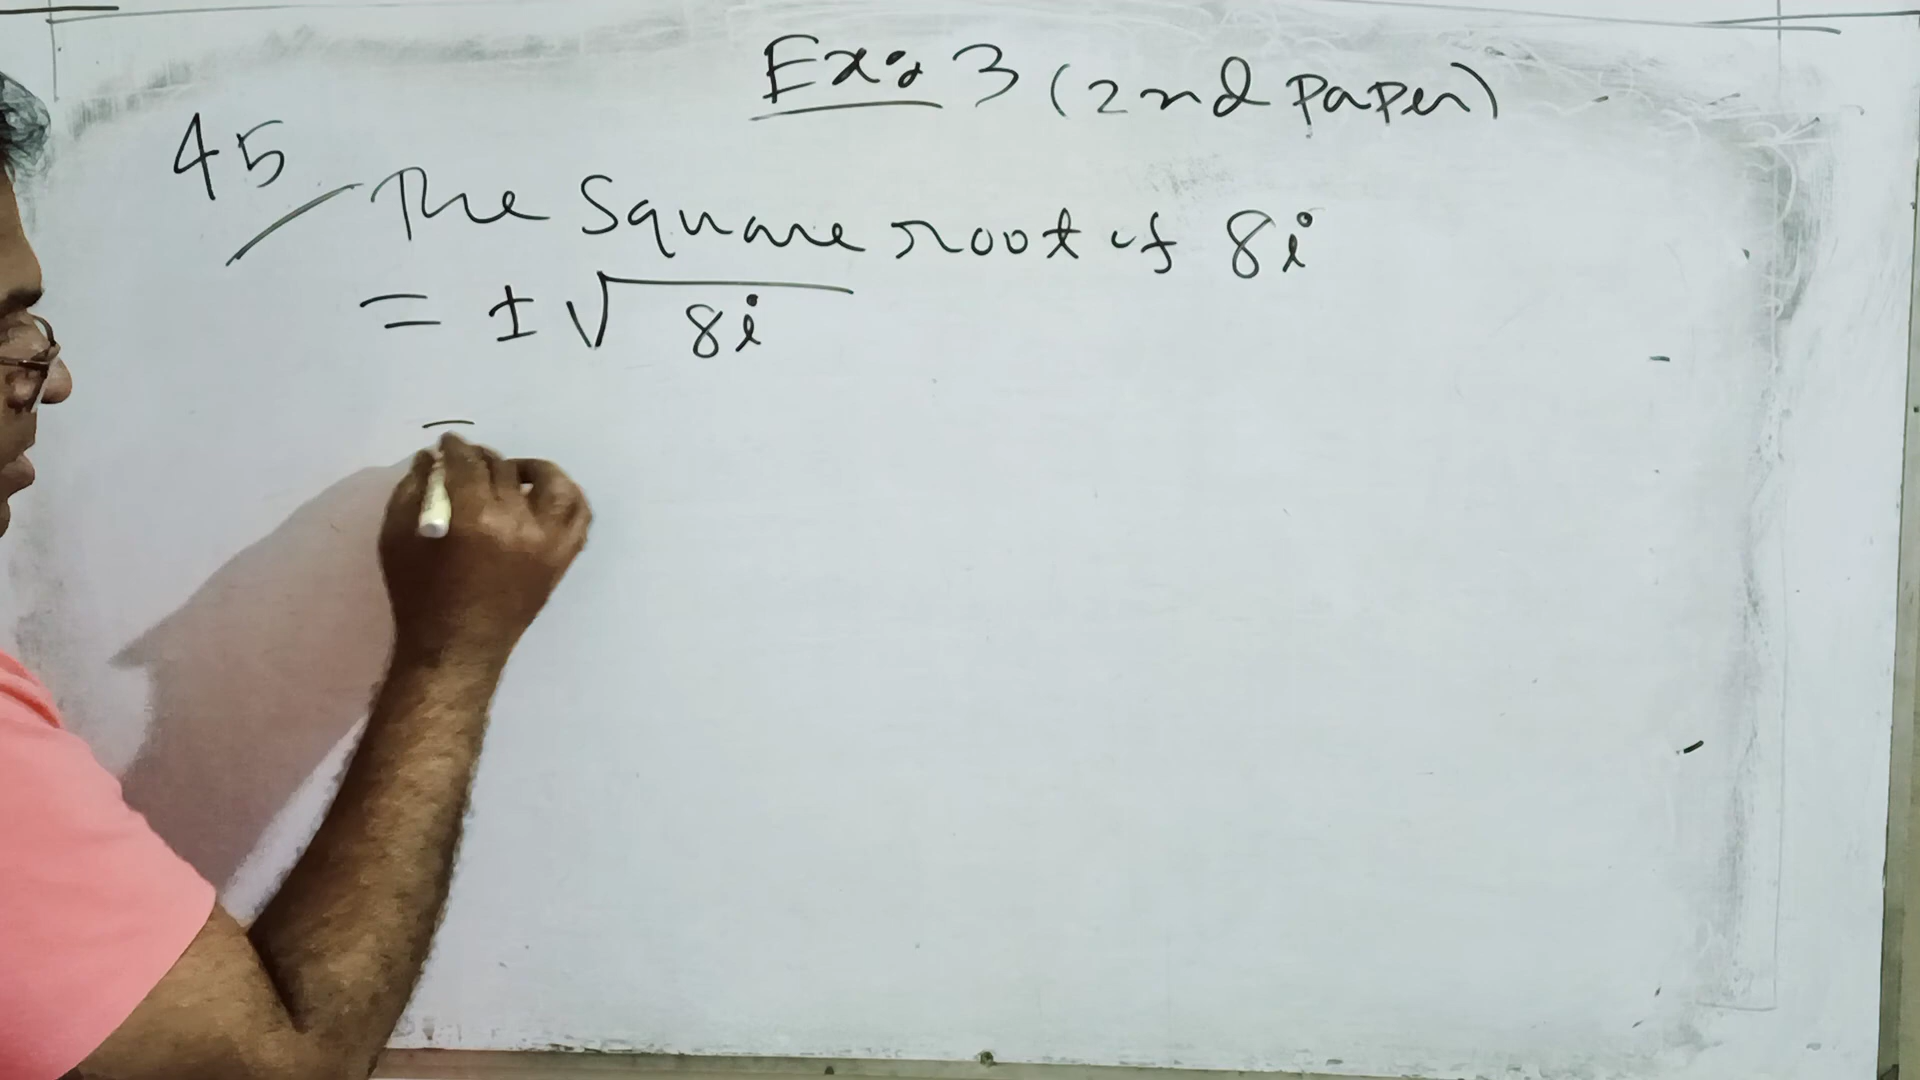 Ex: 3 (2nd Paper)
45 The Square root of 8i
= ± √8i
=